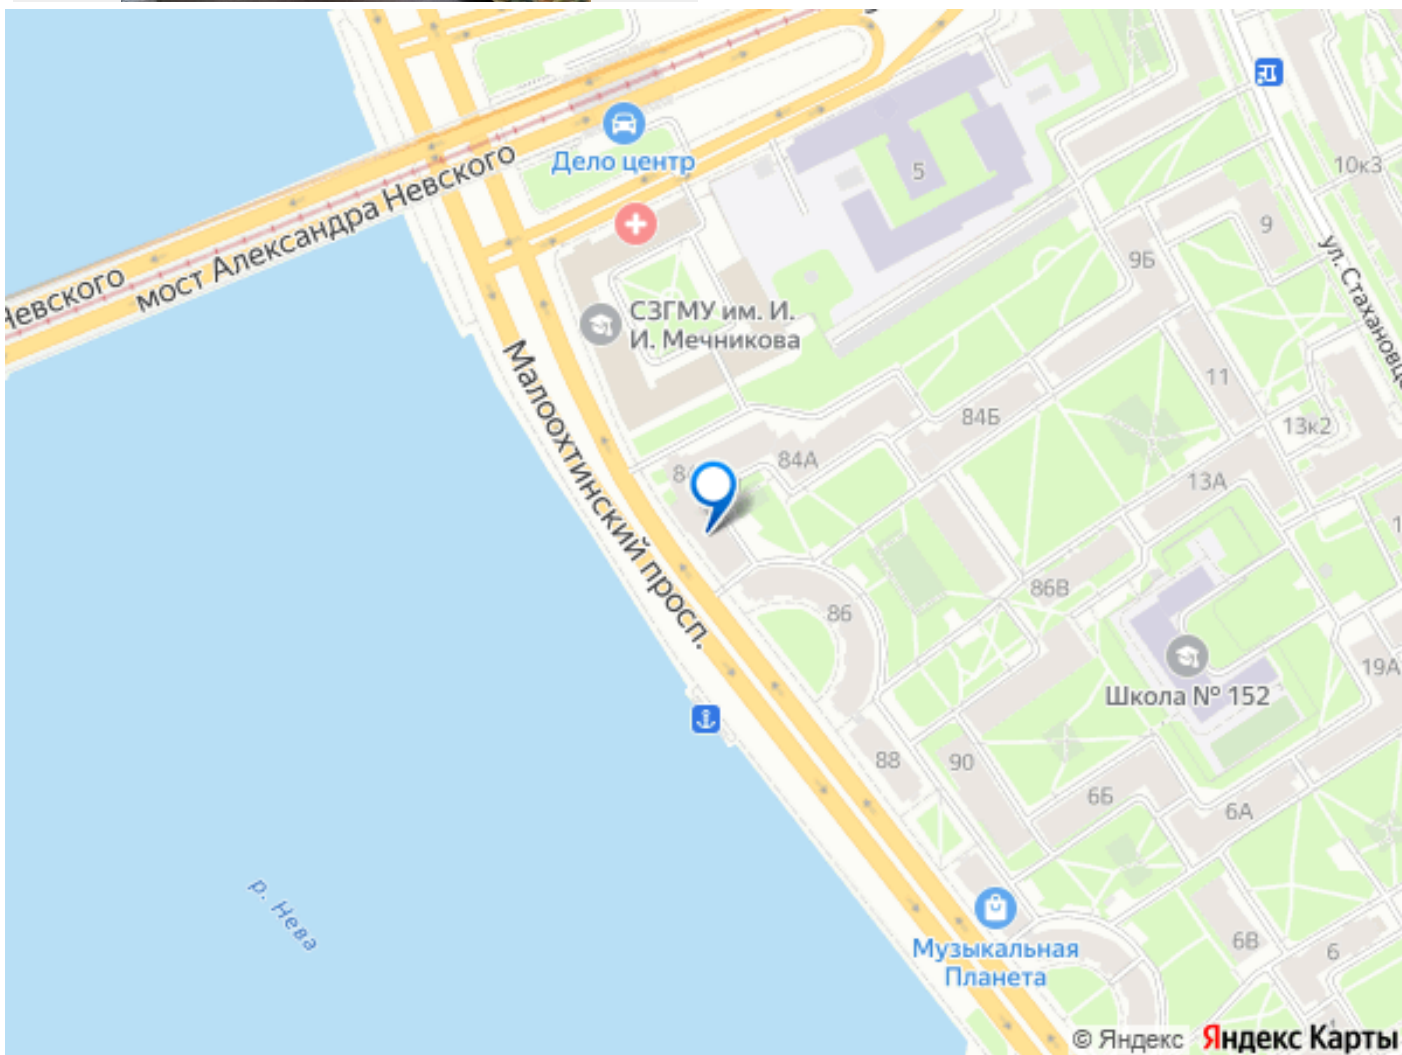 Дело центр
5
10к3
9
мост Александра Невского
Невского
9Б
ул. Стахановце
СЗГМУ им. И.
И. Мечникова
Малоохтинский просп.
11
84Б
13к2
84А
13А
86В
86
19А
Школа № 152
88
90
6Б
6А
р. Нева
Музыкальная
Планета
6В
6
© Яндекс Яндекс Карты